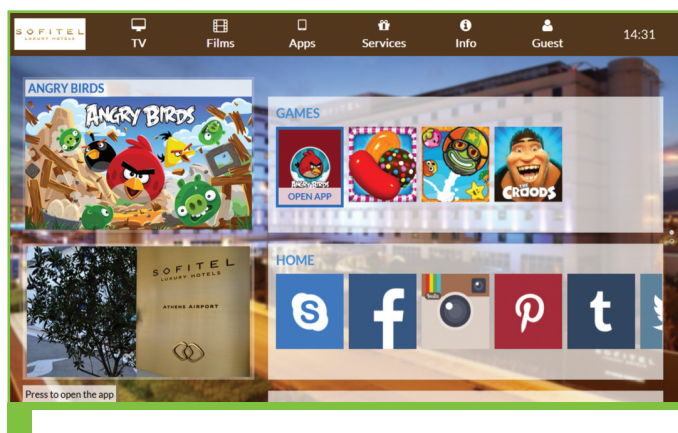 SOFITEL
LUXURY HOTELS
TV
Films
Apps
Services
Info
Guest
14:31
ANGRY BIRDS
ANGRY BIRDS
GAMES
ANGRY BIRDS
OPEN APP
THE
CROODS
SOFITEL
LUXURY HOTELS
ATHENS AIRPORT
HOME
Press to open the app